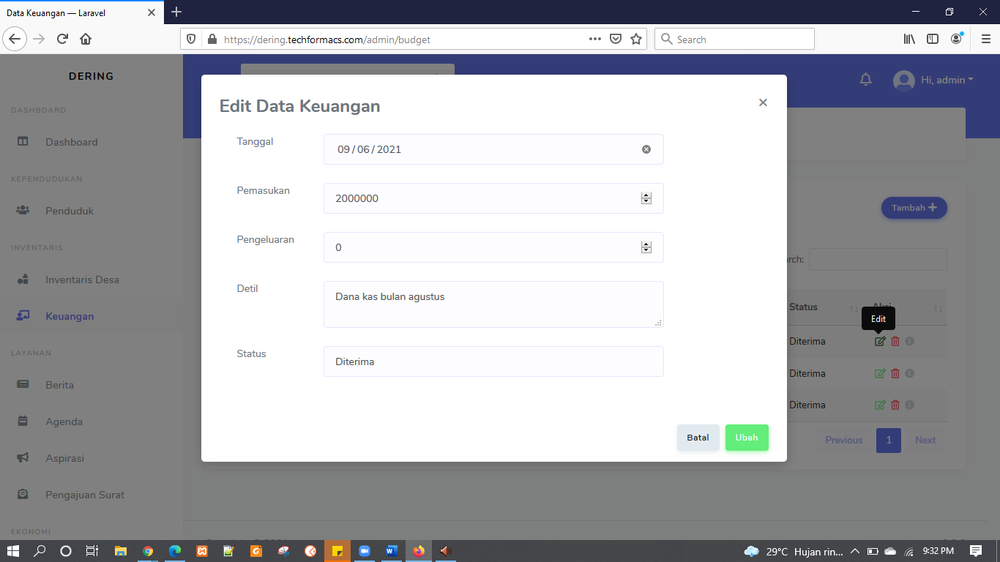 Data Keuangan — Laravel
https://dering.techformacs.com/admin/budget
Search
DERING
Hi, admin
DASHBOARD
Dashboard
KEPENDUDUKAN
Penduduk
INVENTARIS
Inventaris Desa
Keuangan
LAYANAN
Berita
Agenda
Aspirasi
Pengajuan Surat
EKONOMI
Edit Data Keuangan
Tanggal
09 / 06 / 2021
Pemasukan
2000000
Pengeluaran
0
Detil
Dana kas bulan agustus
Status
Diterima
Batal
Ubah
Tambah
rch:
Status
Aksi
Edit
Diterima
Diterima
Diterima
Previous
1
Next
29°C Hujan rin...
9:32 PM